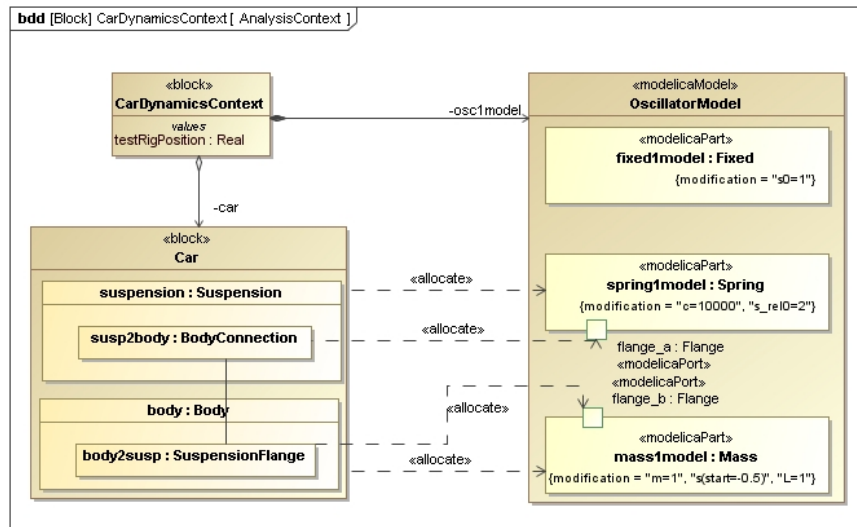 bdd [Block] CarDynamicsContext [ AnalysisContext ]
«block»
CarDynamicsContext
values
testRigPosition : Real
-osc1model
-car
«block»
Car
suspension : Suspension
susp2body : BodyConnection
body : Body
body2susp : SuspensionFlange
«allocate»
«allocate»
«allocate»
«allocate»
«modelicaModel»
OscillatorModel
«modelicaPart»
fixed1model : Fixed
{modification = "s0=1"}
«modelicaPart»
spring1model : Spring
{modification = "c=10000", "s_rel0=2"}
flange_a : Flange
«modelicaPort»
«modelicaPort»
flange_b : Flange
«modelicaPart»
mass1model : Mass
{modification = "m=1", "s(start=-0.5)", "L=1"}